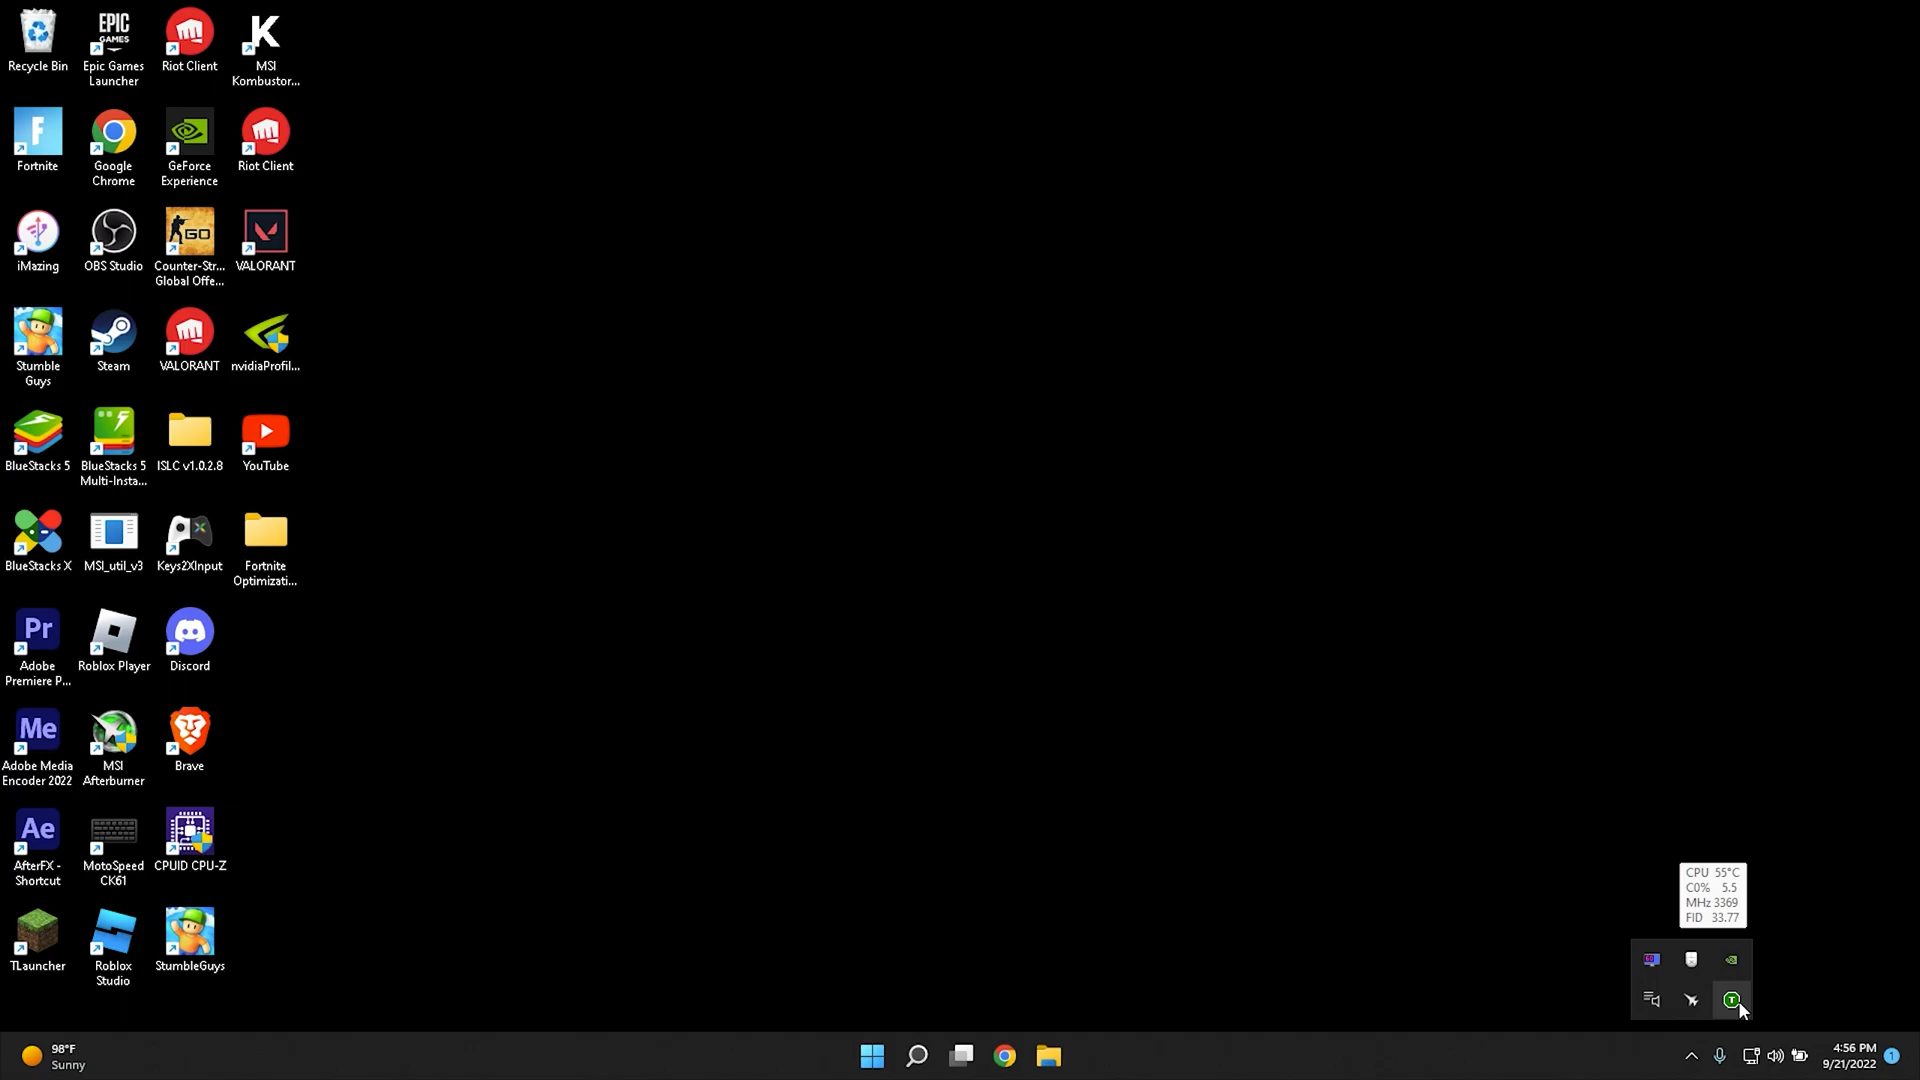 Recycle Bin
EPIC
GAMES
Epic Games
Launcher
Riot Client
K
MSI
Kombustor...
F
Fortnite
Google
Chrome
GeForce
Experience
Riot Client
iMazing
OBS Studio
GO
Counter-Str...
Global Offe...
VALORANT
Stumble
Guys
Steam
VALORANT
nvidiaProfil...
BlueStacks 5
BlueStacks 5
Multi-Insta...
ISLC v1.0.2.8
YouTube
BlueStacks X
MSI_util_v3
Keys2XInput
Fortnite
Optimizati...
Pr
Adobe
Premiere P...
Roblox Player
Discord
Me
Adobe Media
Encoder 2022
MSI
Afterburner
Brave
Ae
AfterFX -
Shortcut
MotoSpeed
CK61
CPUID CPU-Z
TLauncher
Roblox
Studio
StumbleGuys
CPU 55°C
C0% 5.5
MHz 3369
FID 33.77
T
98°F
Sunny
4:56 PM
9/21/2022
1